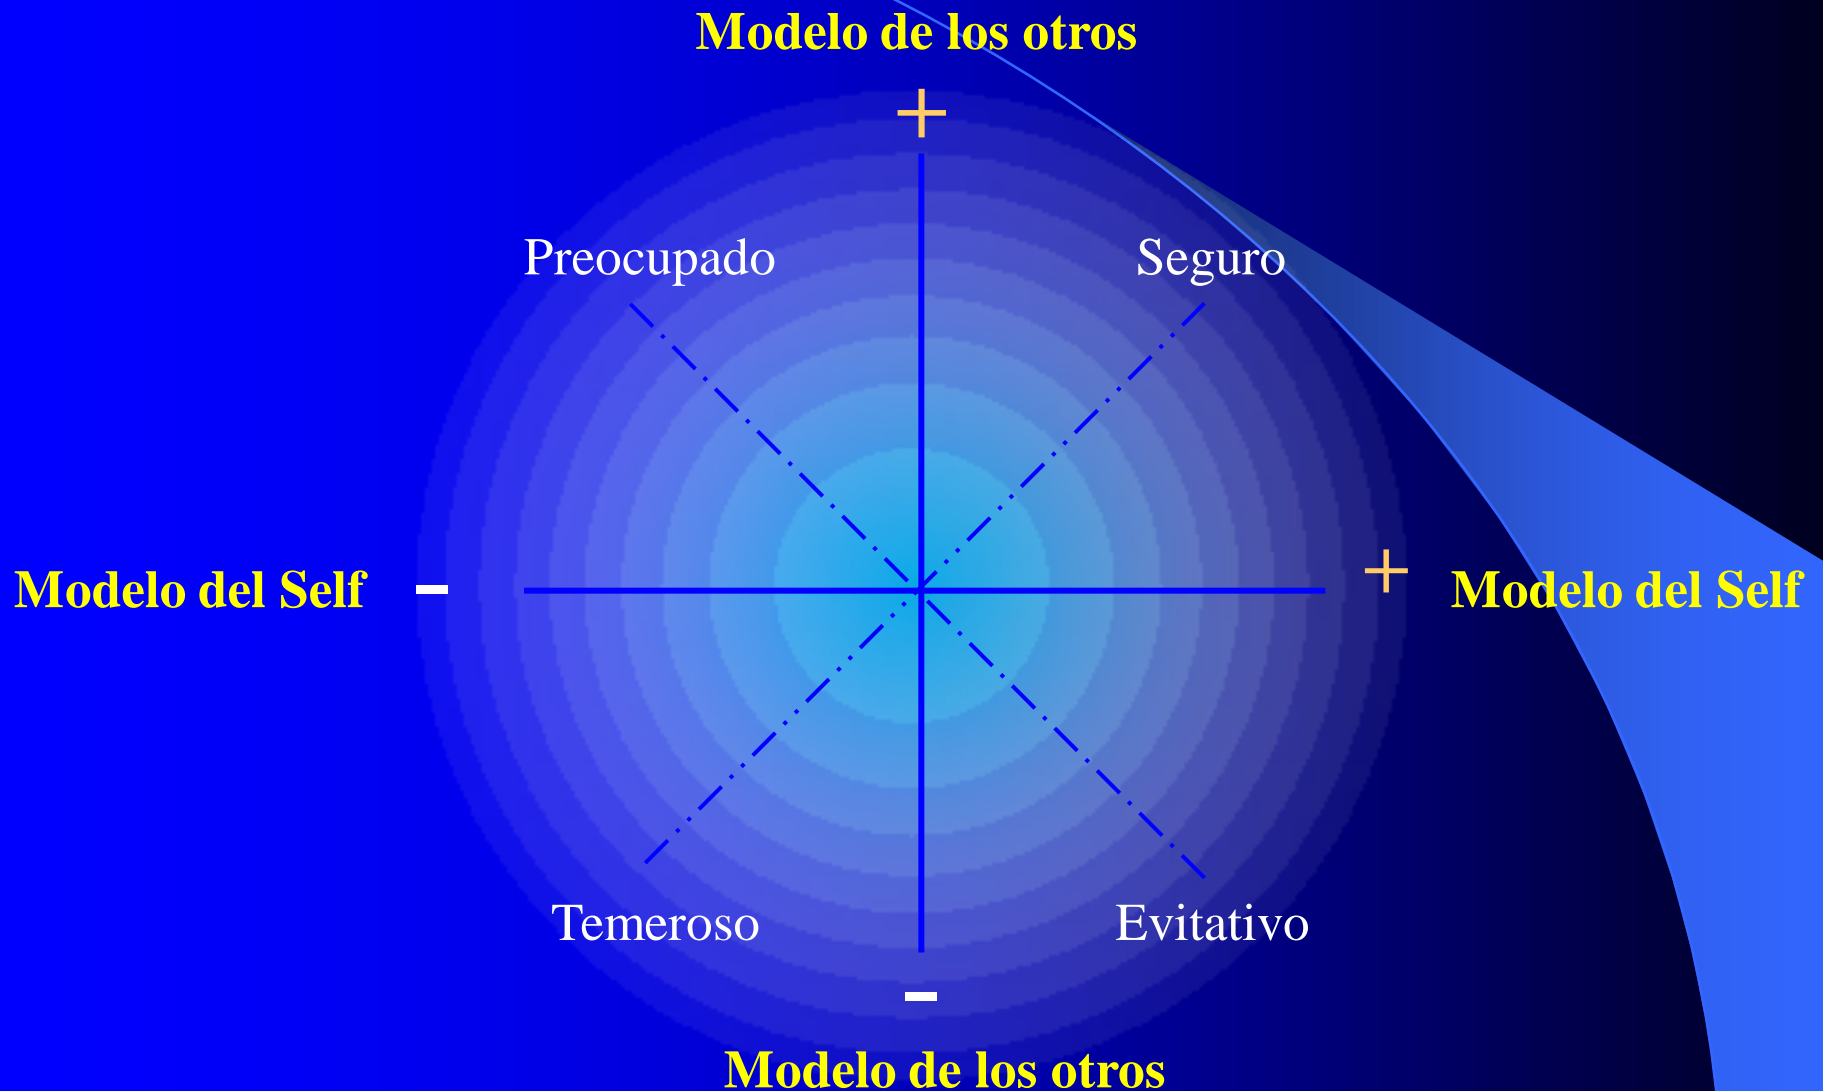 Modelo de los otros
+
Preocupado
Seguro
Modelo del Self
-
+
Modelo del Self
Temeroso
Evitativo
-
Modelo de los otros